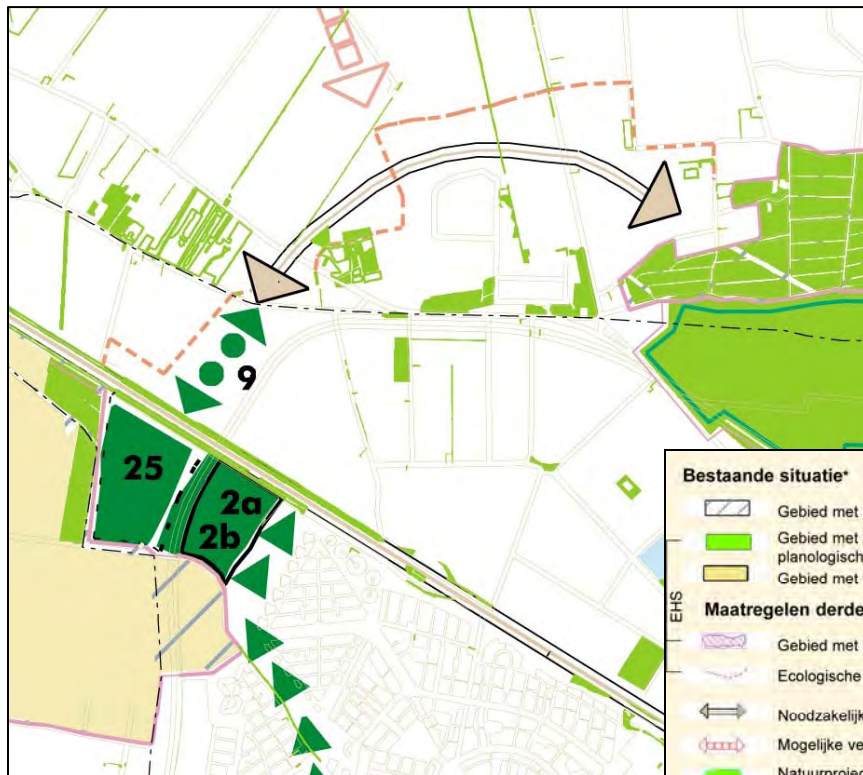 9
25
2a
2b
Bestaande situatie*
Gebied met
Gebied met
planologisch
Gebied met
EHS
Maatregelen derde
Gebied met
Ecologische
Noodzakelijk
Mogelijke ve
Natuurproje